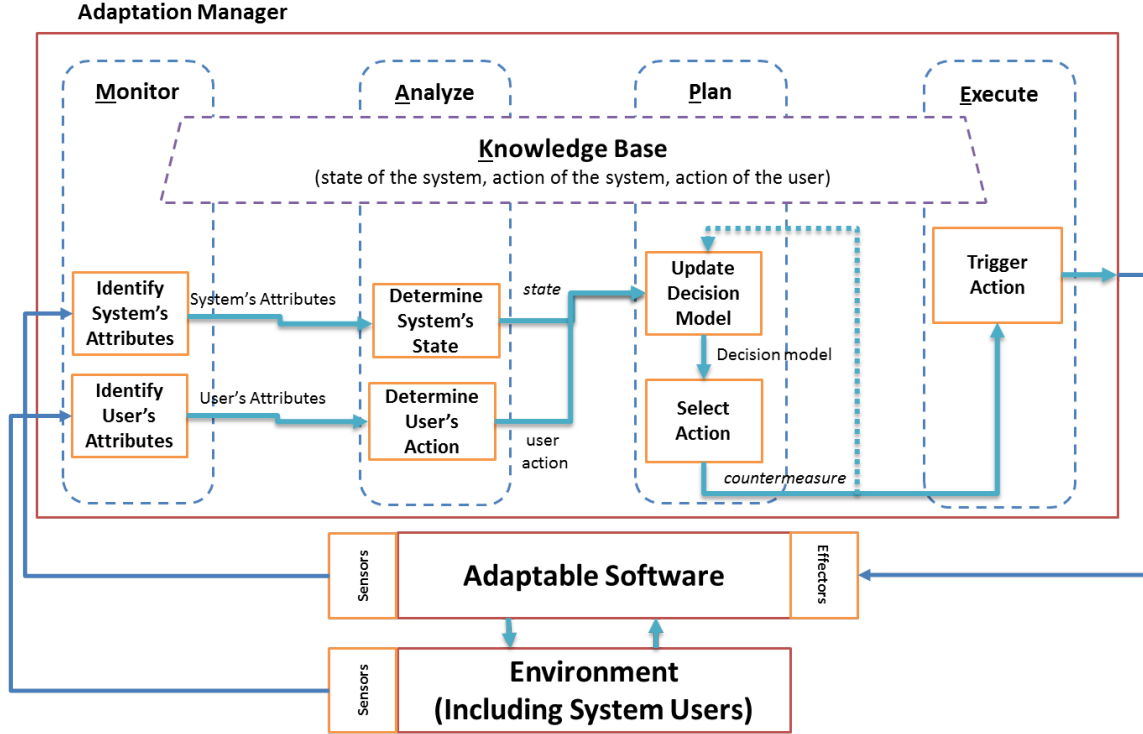 Adaptation Manager
Monitor
Analyze
Plan
Execute
Knowledge Base
(state of the system, action of the system, action of the user)
Identify
System's
Attributes
System's Attributes
Determine
System's
State
state
Update
Decision
Model
Trigger
Action
Decision model
Identify
User's
Attributes
User's Attributes
Determine
User's
Action
user
action
Select
Action
countermeasure
Sensors
Adaptable Software
Effectors
Sensors
Environment
(Including System Users)